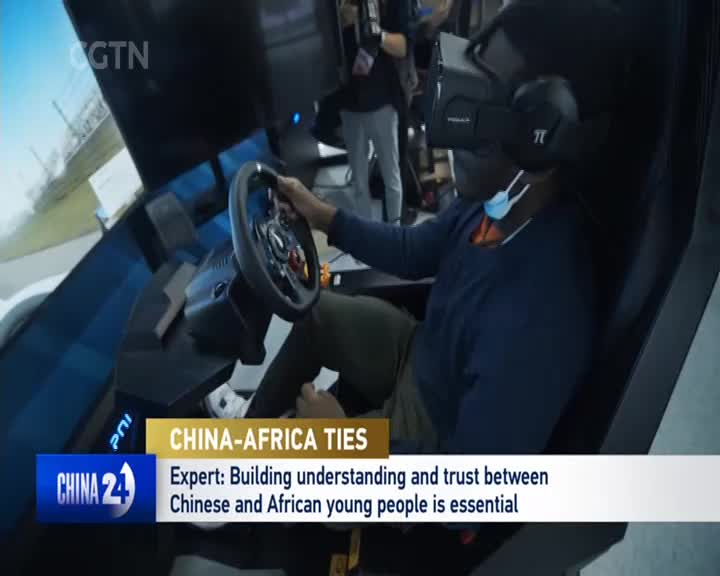 CGTN
π
PNI
CHINA-AFRICA TIES
CHINA 24
Expert: Building understanding and trust between
Chinese and African young people is essential